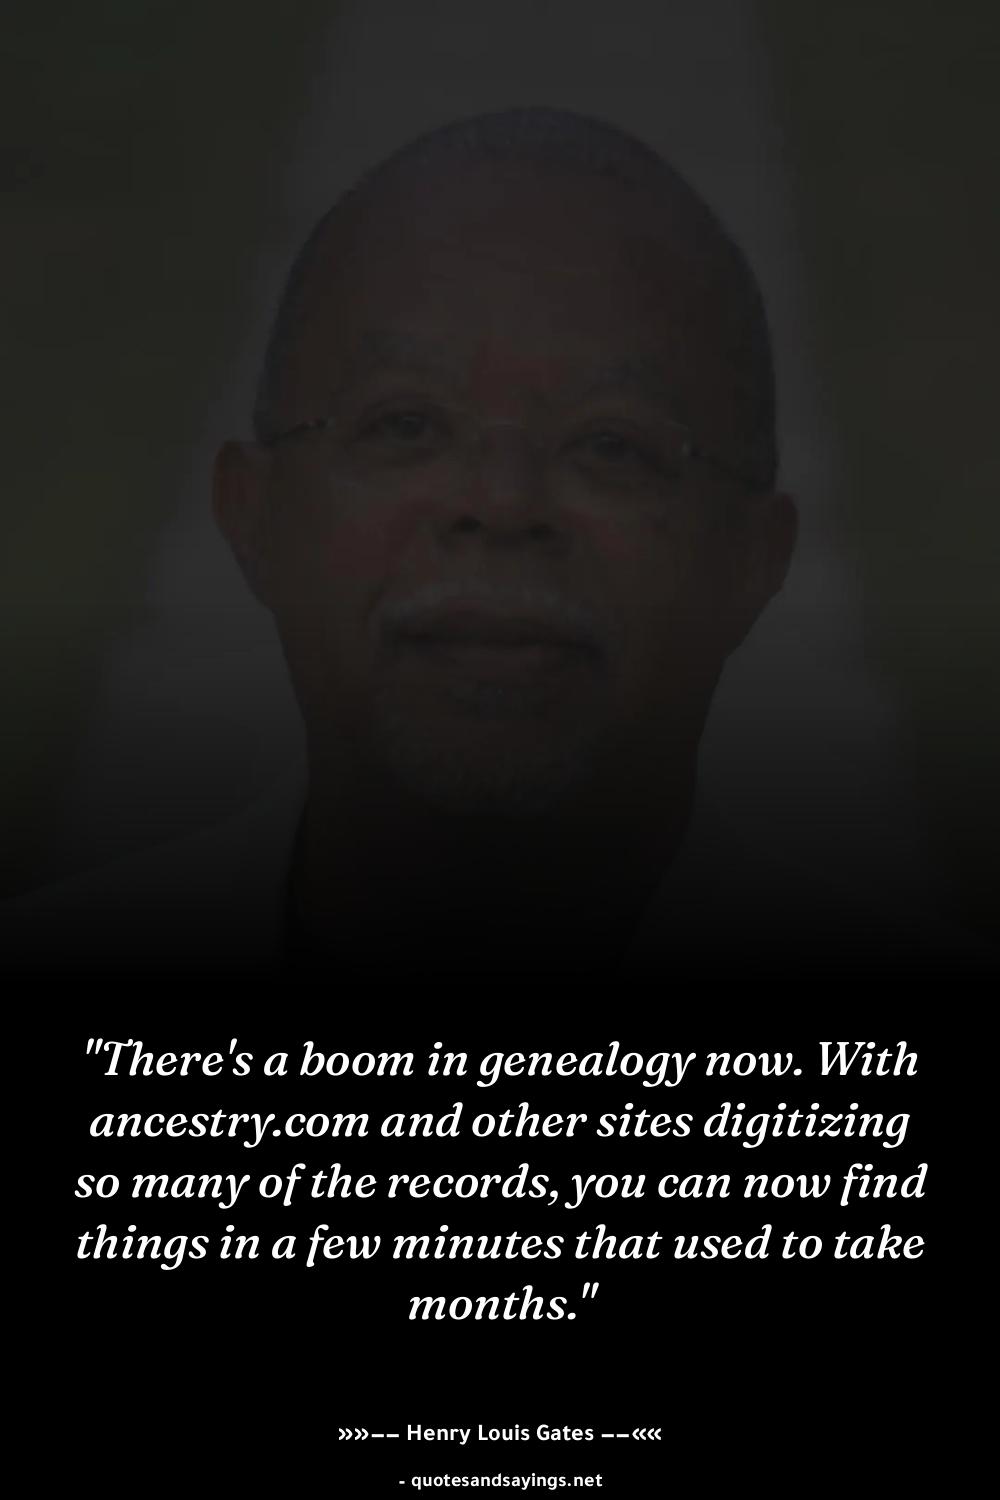 "There's a boom in genealogy now. With
ancestry.com and other sites digitizing
so many of the records, you can now find
things in a few minutes that used to take
months."
»»−− Henry Louis Gates −−««
- quotesandsayings.net